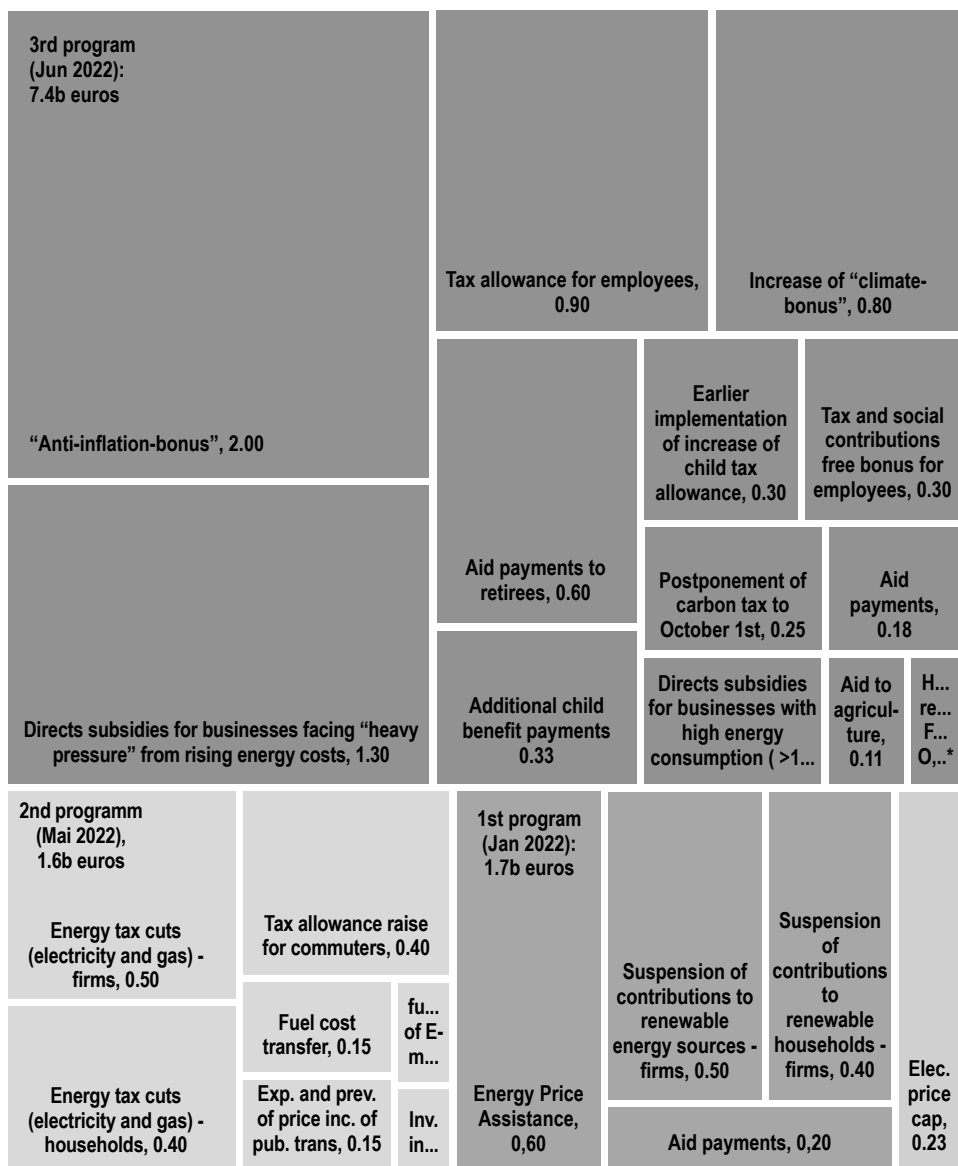 3rd program
(Jun 2022):
7.4b euros
“Anti-inflation-bonus”, 2.00
Tax allowance for employees,
0.90
Increase of “climate-
bonus”, 0.80
Aid payments to
retirees, 0.60
Earlier
implementation
of increase of
child tax
allowance, 0.30
Tax and social
contributions
free bonus for
employees, 0.30
Postponement of
carbon tax to
October 1st, 0.25
Aid
payments,
0.18
Directs subsidies for businesses facing “heavy
pressure” from rising energy costs, 1.30
Additional child
benefit payments
0.33
Directs subsidies
for businesses with
high energy
consumption ( >1...
Aid to
agricul-
ture,
0.11
H...
re...
F...
O,..*
2nd programm
(Mai 2022),
1.6b euros
Energy tax cuts
(electricity and gas) -
firms, 0.50
Tax allowance raise
for commuters, 0.40
Fuel cost
transfer, 0.15
fu...
of E-
m...
Energy tax cuts
(electricity and gas) -
households, 0.40
Exp. and prev.
of price inc. of
pub. trans, 0.15
Inv.
in...
1st program
(Jan 2022):
1.7b euros
Energy Price
Assistance,
0,60
Suspension of
contributions to
renewable
energy sources -
firms, 0.50
Suspension
of
contributions
to
renewable
households -
firms, 0.40
Aid payments, 0,20
Elec.
price
cap,
0.23